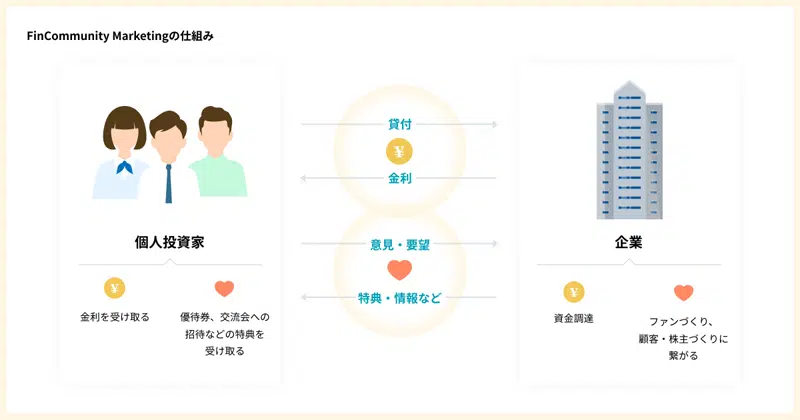 FinCommunity Marketingの仕組み
貸付
¥
金利
意見・要望
特典・情報など
個人投資家
¥
金利を受け取る
優待券、交流会への
招待などの特典を
受け取る
企業
¥
資金調達
ファンづくり、
顧客・株主づくりに
繋がる